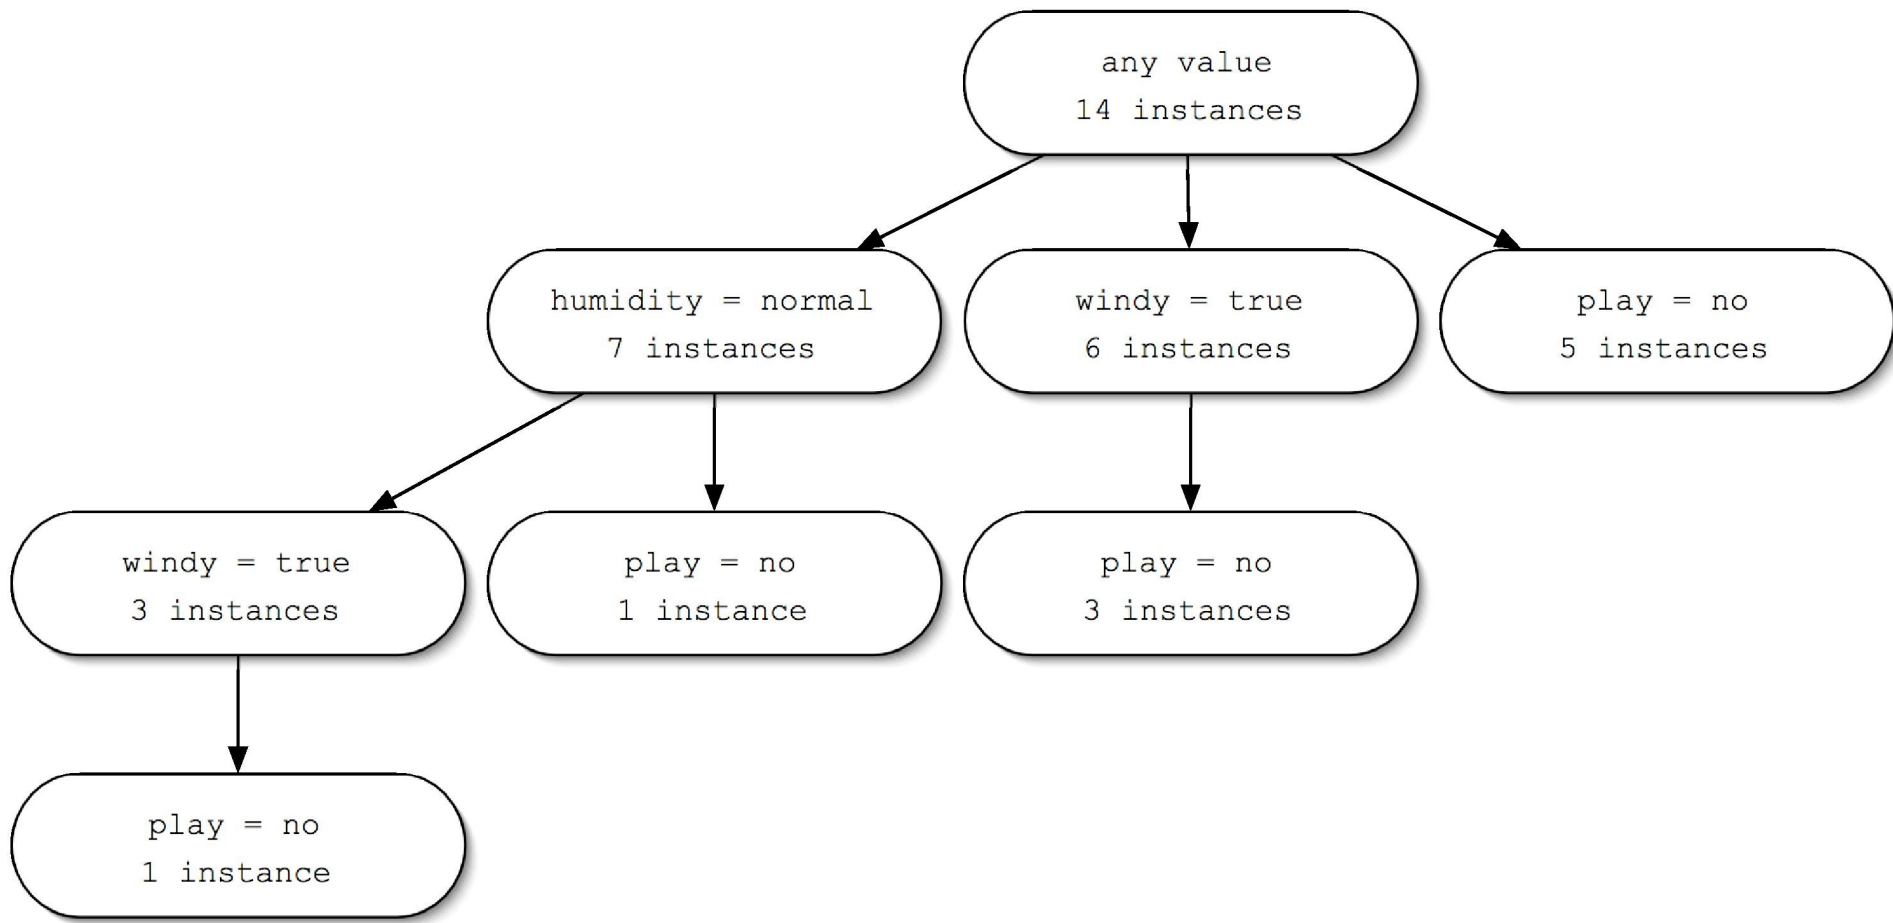 any value
14 instances
humidity = normal
7 instances
windy = true
6 instances
play = no
5 instances
windy = true
3 instances
play = no
1 instance
play = no
3 instances
play = no
1 instance